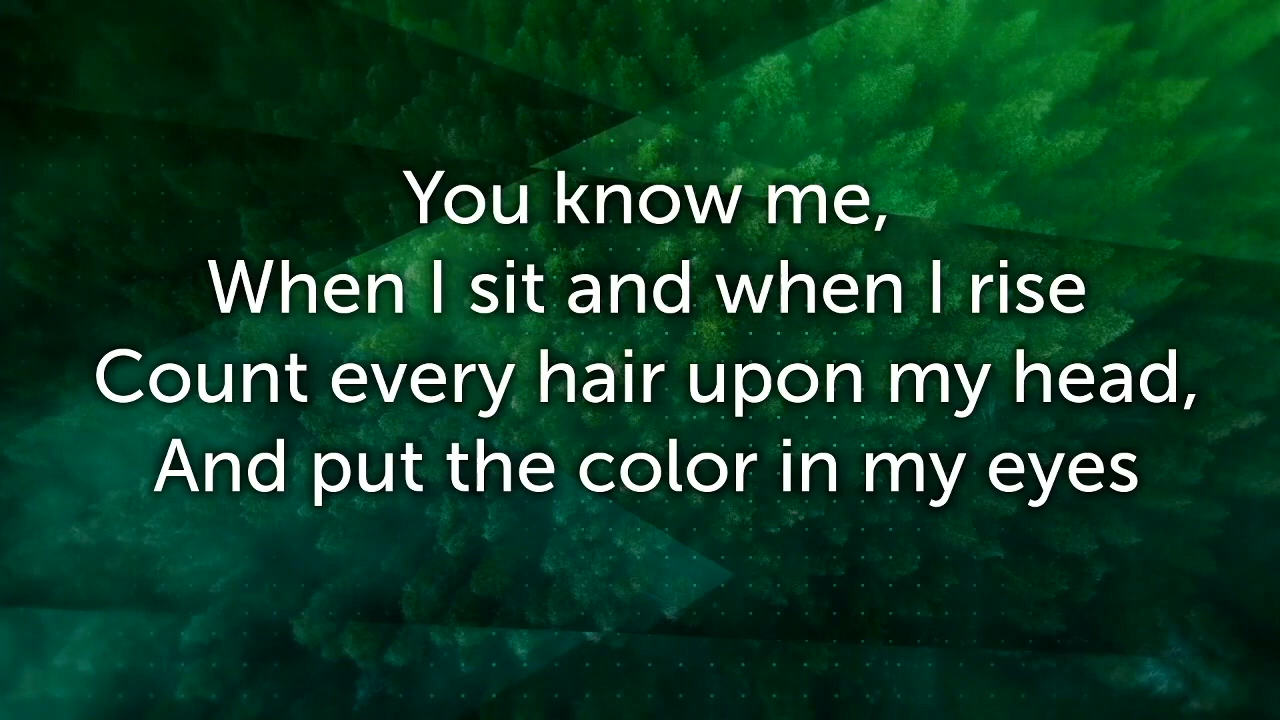 You know me,
When I sit and when I rise
Count every hair upon my head,
And put the color in my eyes